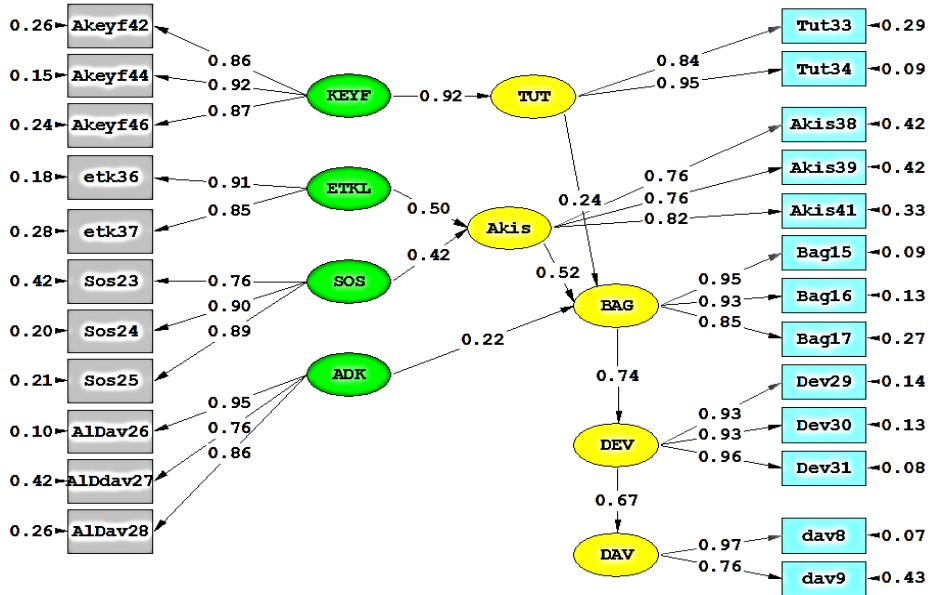 0.26 Akeyf42
0.15 Akeyf44
0.24 Akeyf46
0.18 etk36
0.28 etk37
0.42 Sos23
0.20 Sos24
0.21 Sos25
0.10 AlDav26
0.42 AlDdav27
0.26 AlDav28
0.86
0.92
0.87
0.91
0.85
0.76
0.90
0.89
0.95
0.76
0.86
KEYF
ETKL
SOS
ADK
0.92
0.50
0.42
0.22
TUT
Akis
0.24
0.52
BAG
0.74
DEV
0.67
DAV
0.84
0.95
0.76
0.76
0.82
0.95
0.93
0.85
0.93
0.93
0.96
0.97
0.76
Tut33 0.29
Tut34 0.09
Akis38 0.42
Akis39 0.42
Akis41 0.33
Bag15 0.09
Bag16 0.13
Bag17 0.27
Dev29 0.14
Dev30 0.13
Dev31 0.08
dav8 0.07
dav9 0.43